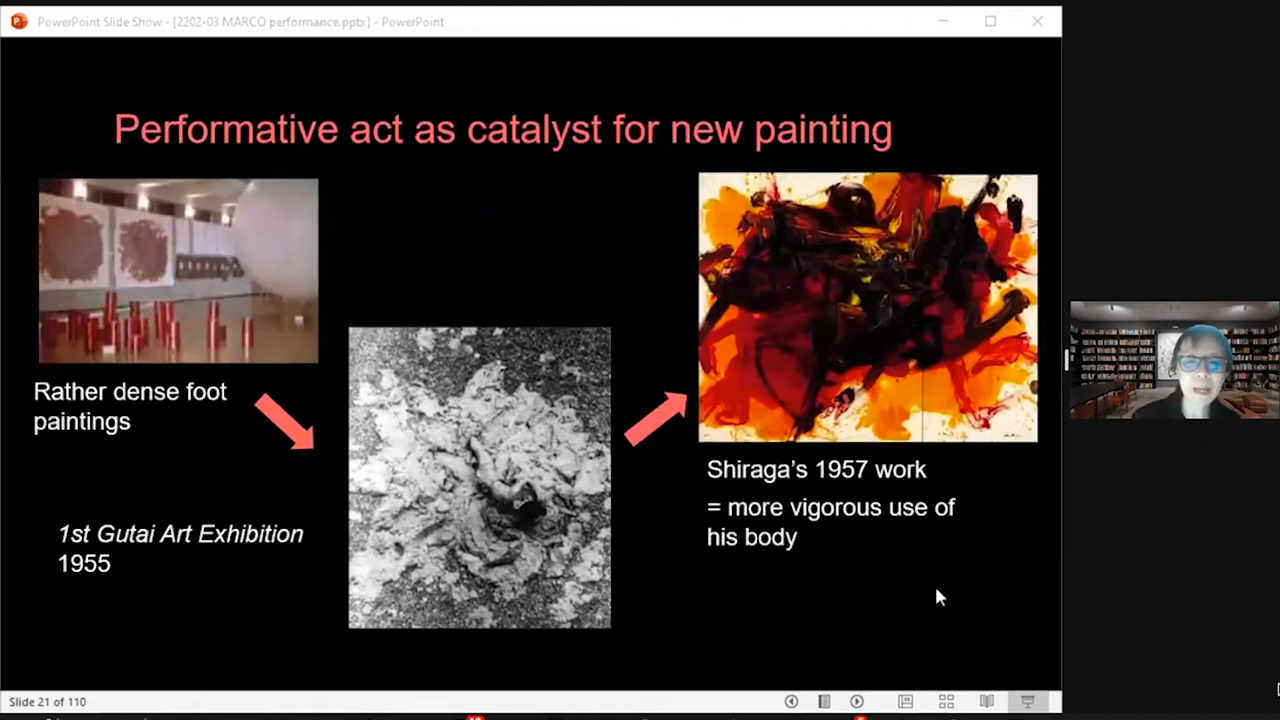 PowerPoint Slide Show - [2202-03 MARCO performance.ppb:] - PowerPoint
Performative act as catalyst for new painting
Rather dense foot
paintings
1st Gutai Art Exhibition
1955
Shiraga's 1957 work
= more vigorous use of
his body
Slide 21 of 110